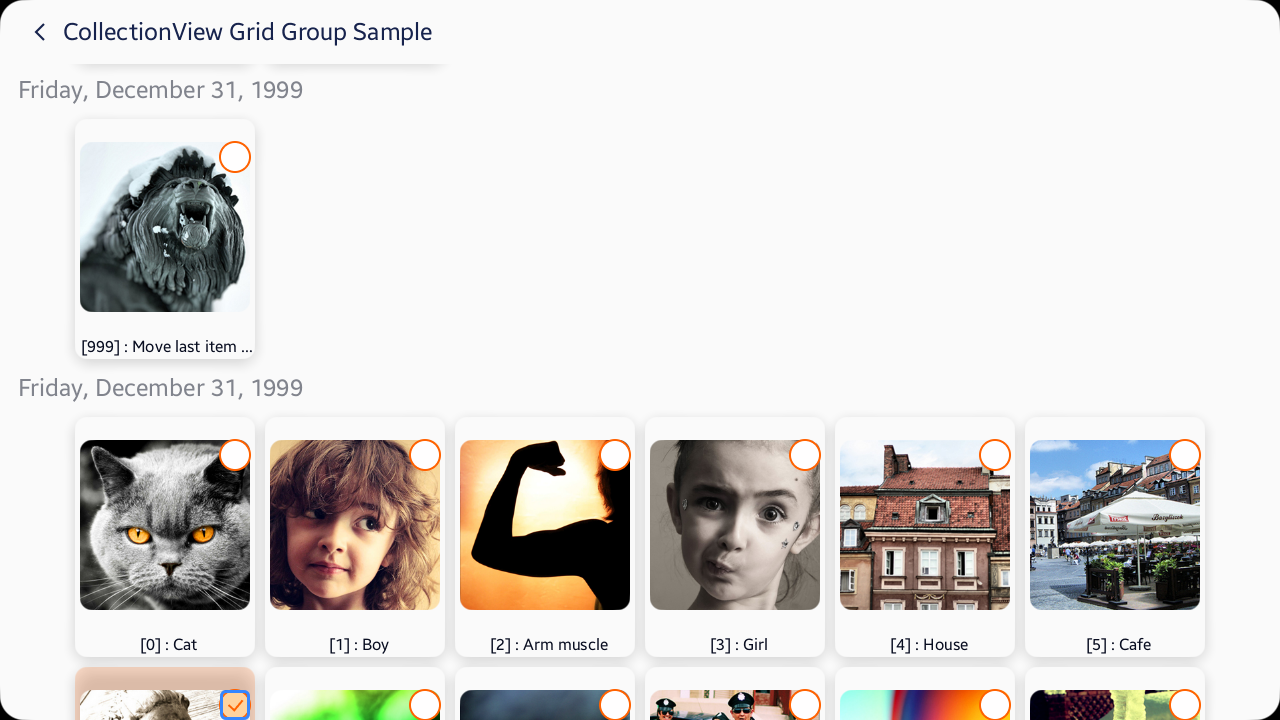 CollectionView Grid Group Sample
Friday, December 31, 1999
[999] : Move last item ...
Friday, December 31, 1999
[0] : Cat
[1] : Boy
[2] : Arm muscle
[3] : Girl
[4] : House
[5] : Cafe